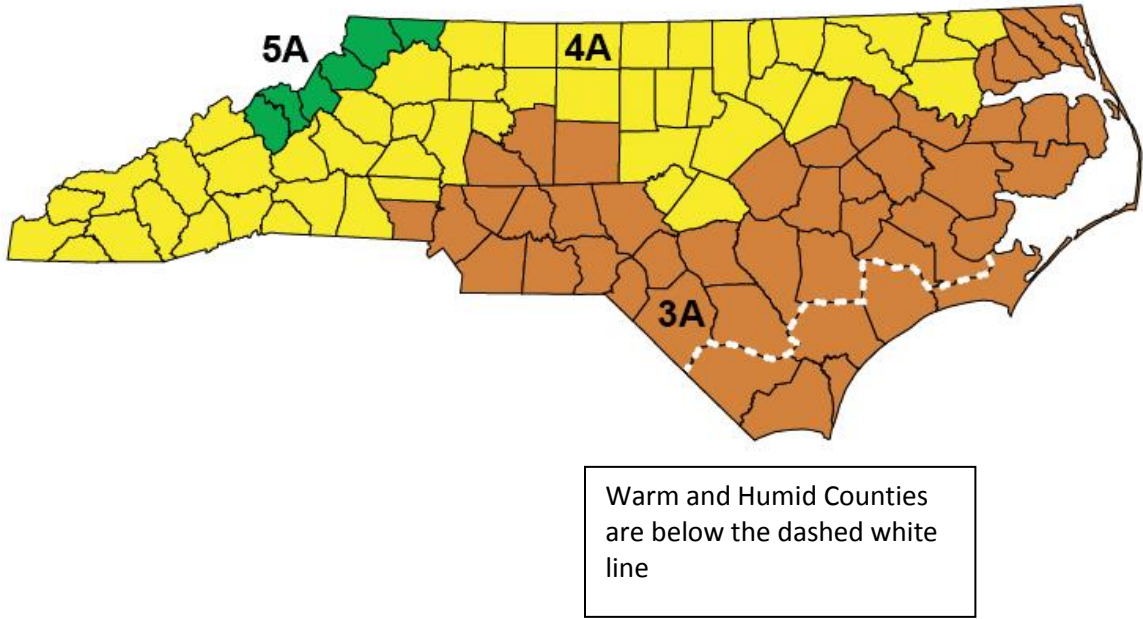 5A
4A
3A
Warm and Humid Counties
are below the dashed white
line